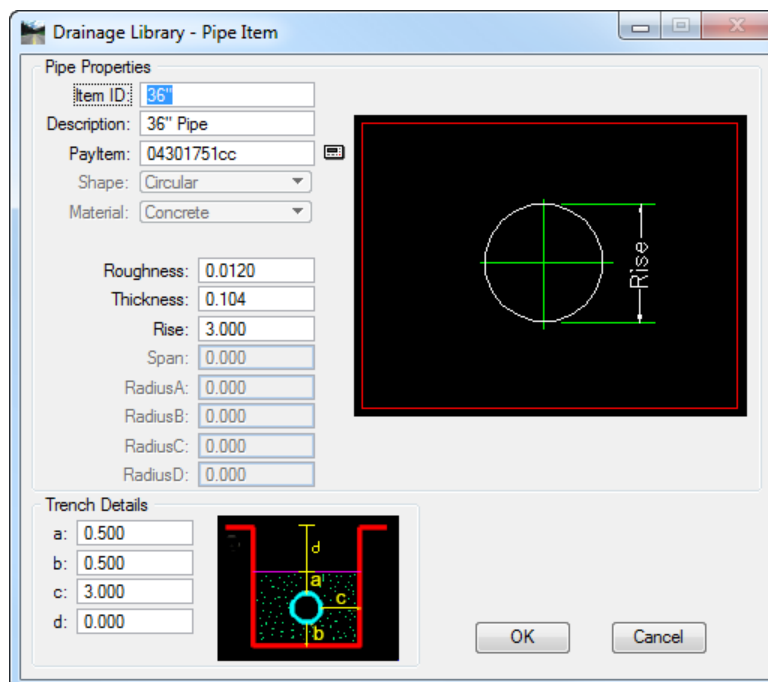 Drainage Library - Pipe Item
Pipe Properties
Item ID: 36"
Description: 36" Pipe
PayItem: 04301751cc
Shape: Circular
Material: Concrete
Roughness: 0.0120
Thickness: 0.104
Rise: 3.000
Span: 0.000
RadiusA: 0.000
RadiusB: 0.000
RadiusC: 0.000
RadiusD: 0.000
Rise
Trench Details
a: 0.500
b: 0.500
c: 3.000
d: 0.000
d
a
c
b
OK
Cancel